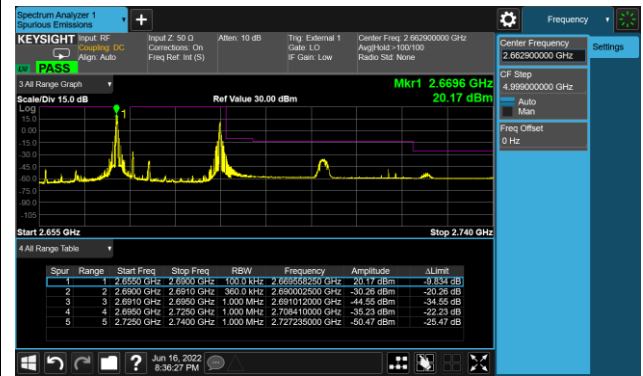 Spectrum Analyzer 1
Spurious Emissions
Frequency
KEYSIGHT
Input: RF
Coupling: DC
Align: Auto
Input Z: 50 Ω
Corrections: On
Freq Ref: Int (S)
Atten: 10 dB
Trig: External 1
Gate: LO
IF Gain: Low
Center Freq: 2.662900000 GHz
Avg|Hold:>100/100
Radio Std: None
PASS
Center Frequency
2.662900000 GHz
Settings
CF Step
4.999000000 GHz
Auto
Man
Freq Offset
0 Hz
3 All Range Graph
Mkr1 2.6696 GHz
20.17 dBm
Scale/Div 15.0 dB
Ref Value 30.00 dBm
Log
15.0
0.00
-15.0
-30.0
-45.0
-60.0
-75.0
-90.0
-105
1
Start 2.655 GHz
Stop 2.740 GHz
4 All Range Table
Spur Range Start Freq Stop Freq RBW Frequency Amplitude ΔLimit
1 1 2.6550 GHz 2.6900 GHz 100.0 kHz 2.669558250 GHz 20.17 dBm -9.834 dB
2 2 2.6900 GHz 2.6910 GHz 360.0 kHz 2.690002500 GHz -30.26 dBm -20.26 dB
3 3 2.6910 GHz 2.6950 GHz 1.000 MHz 2.691012000 GHz -44.55 dBm -34.55 dB
4 4 2.6950 GHz 2.7250 GHz 1.000 MHz 2.708410000 GHz -35.23 dBm -22.23 dB
5 5 2.7250 GHz 2.7400 GHz 1.000 MHz 2.727235000 GHz -50.47 dBm -25.47 dB
?
Jun 16, 2022
8:36:27 PM